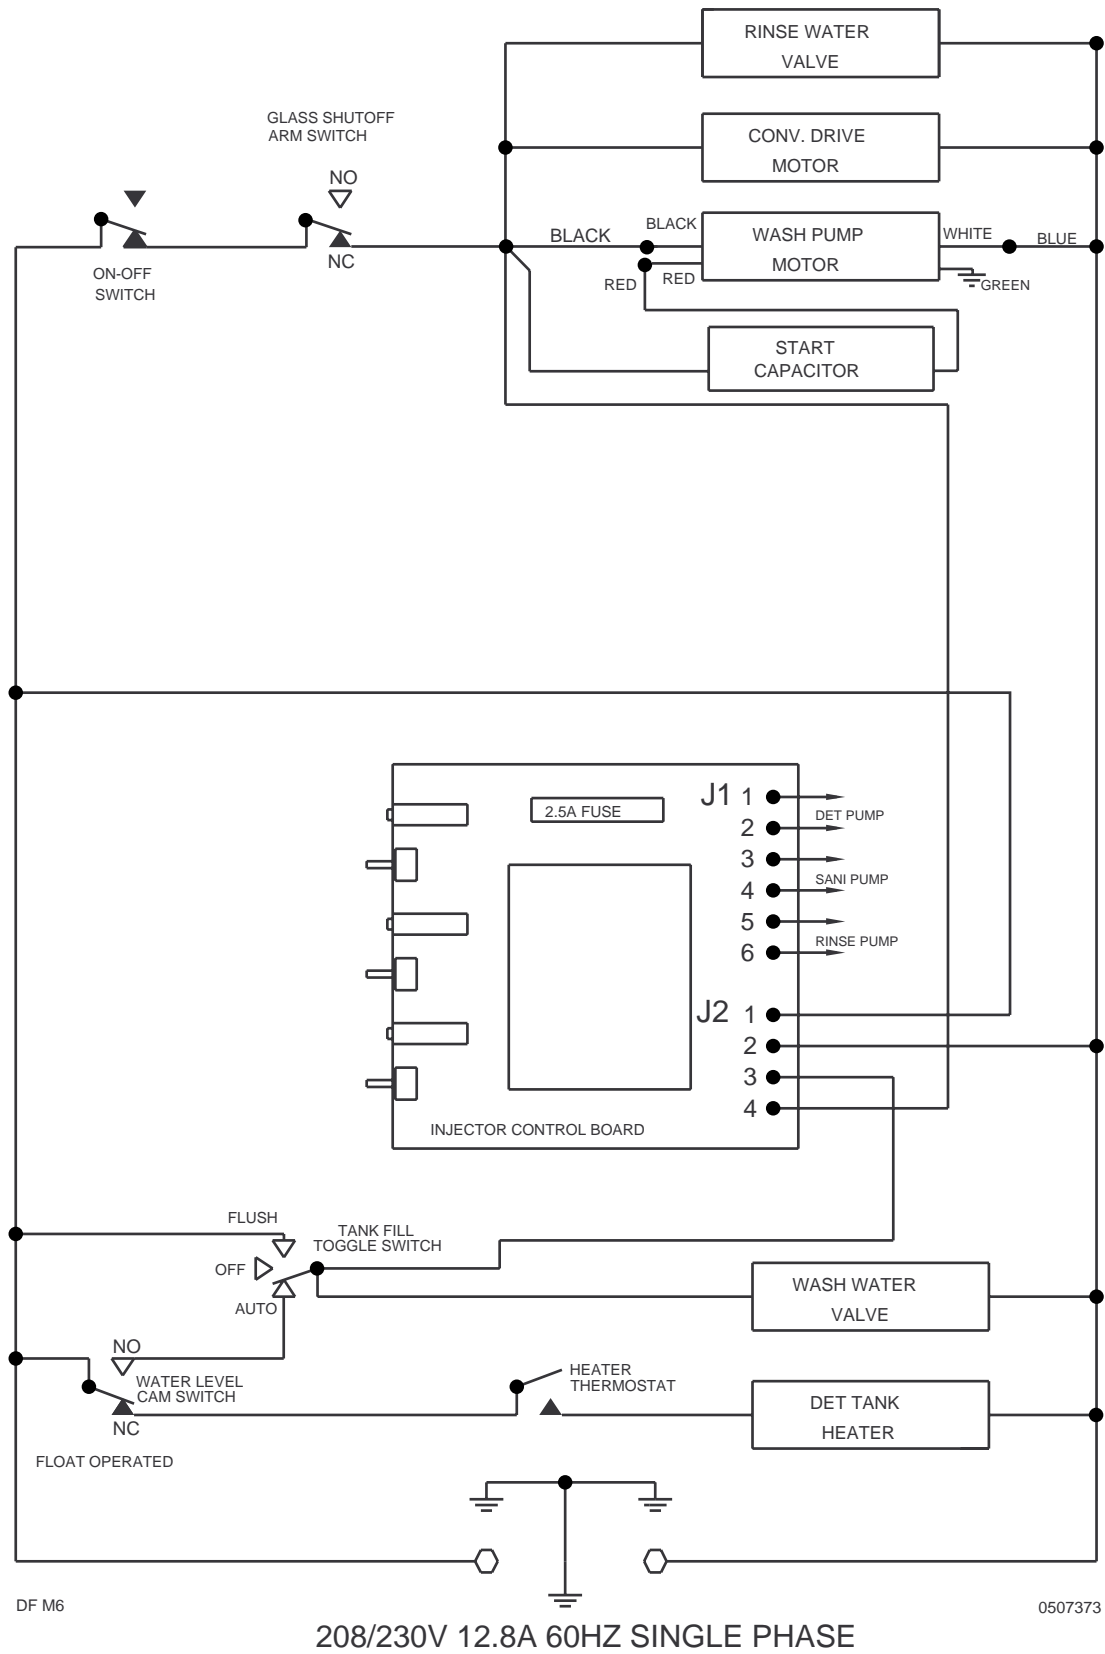 RINSE WATER
VALVE
GLASS SHUTOFF
ARM SWITCH
CONV. DRIVE
MOTOR
NO
BLACK
BLACK
WASH PUMP
MOTOR
WHITE
BLUE
NC
ON-OFF
SWITCH
RED
RED
GREEN
START
CAPACITOR
2.5A FUSE
J1
1
2
DET PUMP
3
4
SANI PUMP
5
6
RINSE PUMP
J2
1
2
3
4
INJECTOR CONTROL BOARD
FLUSH
TANK FILL
TOGGLE SWITCH
OFF
AUTO
WASH WATER
VALVE
NO
WATER LEVEL
CAM SWITCH
NC
FLOAT OPERATED
HEATER
THERMOSTAT
DET TANK
HEATER
DF M6
0507373
208/230V 12.8A 60HZ SINGLE PHASE